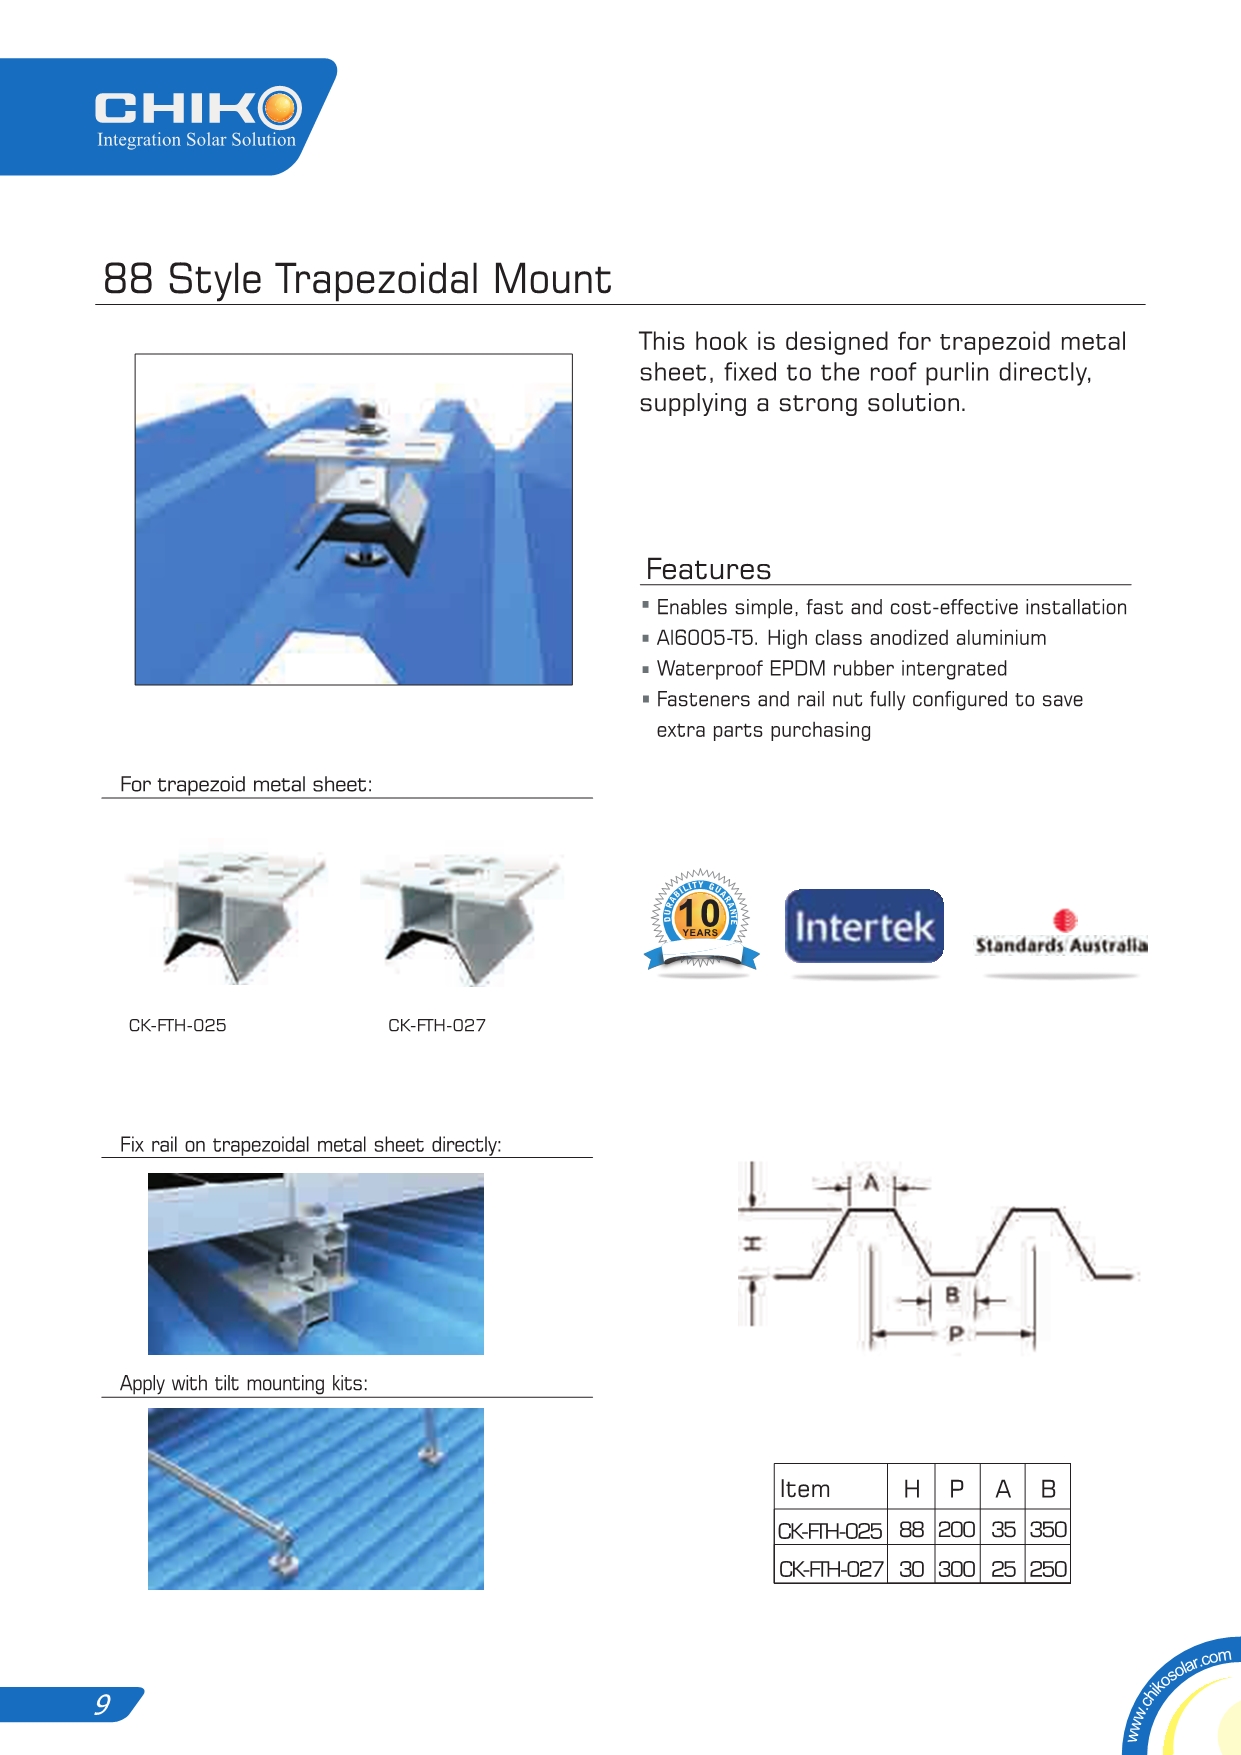 CHIKO
Integration Solar Solution
88 Style Trapezoidal Mount
This hook is designed for trapezoid metal
sheet, fixed to the roof purlin directly,
supplying a strong solution.
Features
Enables simple, fast and cost-effective installation
Al6005-T5. High class anodized aluminium
Waterproof EPDM rubber intergrated
Fasteners and rail nut fully configured to save
extra parts purchasing
For trapezoid metal sheet:
CK-FTH-025 CK-FTH-027
DURABILITY GUARANTE
10
YEARS
Intertek
Standards Australia
Fix rail on trapezoidal metal sheet directly:
A
H
B
P
Apply with tilt mounting kits:
Item H P A B
CK-FTH-025 88 200 35 350
CK-FTH-027 30 300 25 250
9
www.chikosolar.com